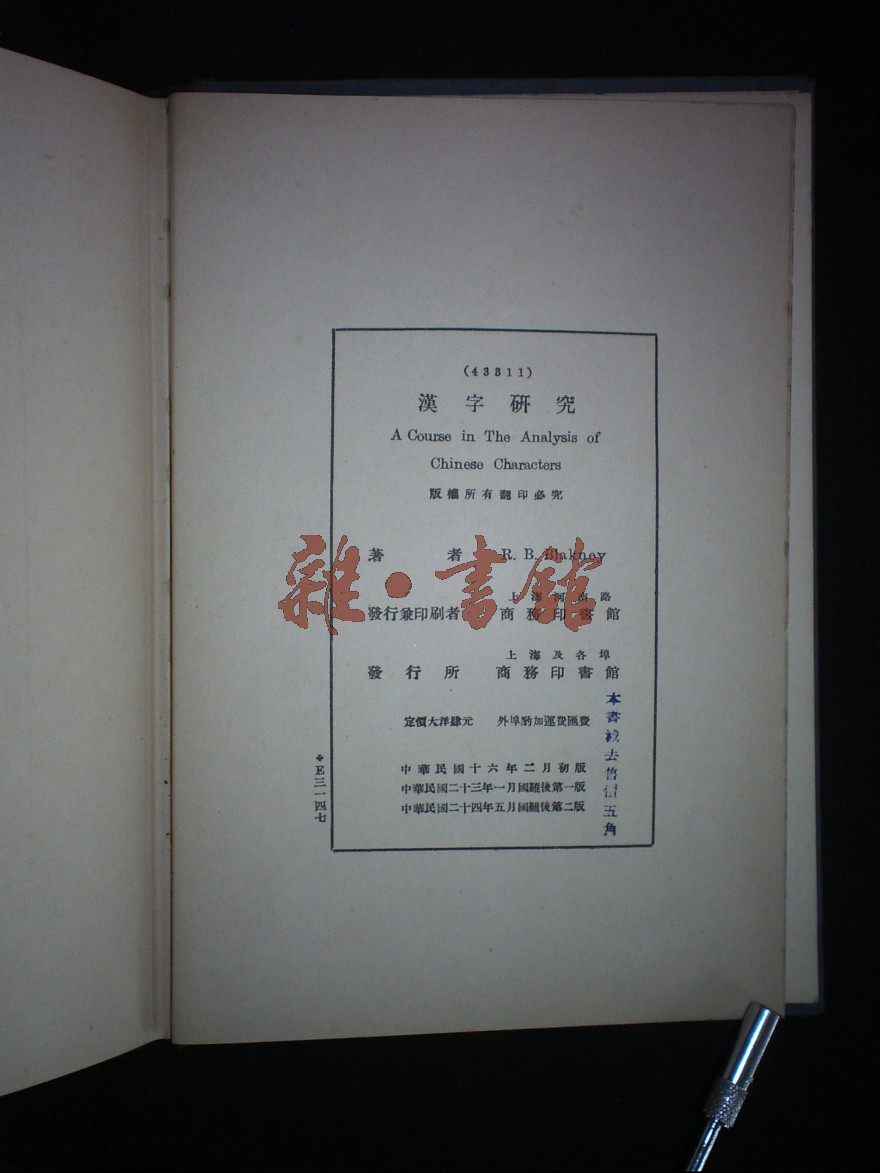 (43311)
漢字研究
A Course in The Analysis of
Chinese Characters
版權所有翻印必究
著者 R. B. Blakney
上海河南路
發行兼印刷者 商務印書館
上海及各埠
發行所 商務印書館
定價大洋肆元 外埠酌加運費匯費
中華民國十六年二月初版
中華民國二十三年一月國難後第一版
中華民國二十四年五月國難後第二版
本書減去售價五角
*E三一四七
雜·書館